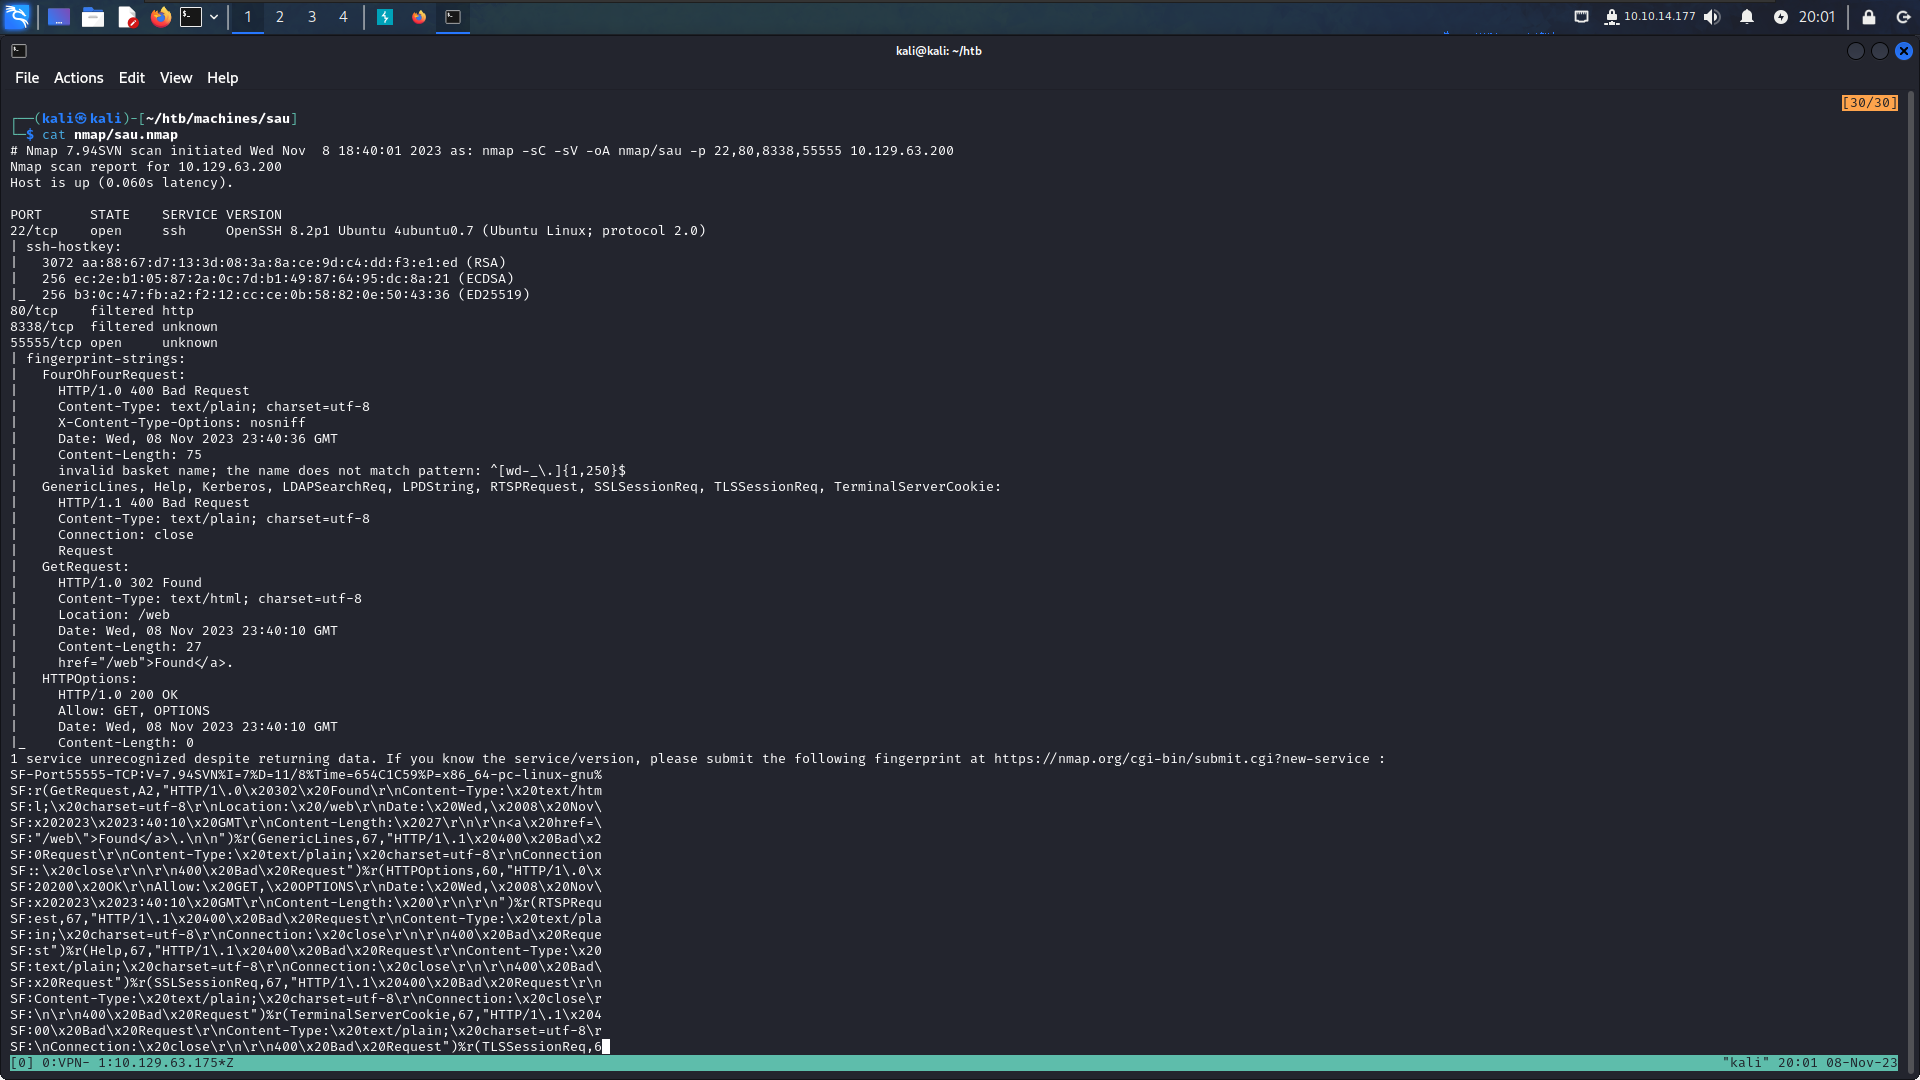 1 2 3 4 10.10.14.177 20:01
kali@kali: ~/htb
File Actions Edit View Help
[30/30]
┌──(kali㉿kali)-[~/htb/machines/sau]
└─$ cat nmap/sau.nmap
# Nmap 7.94SVN scan initiated Wed Nov  8 18:40:01 2023 as: nmap -sC -sV -oA nmap/sau -p 22,80,8338,55555 10.129.63.200
Nmap scan report for 10.129.63.200
Host is up (0.060s latency).
PORT      STATE    SERVICE VERSION
22/tcp    open     ssh     OpenSSH 8.2p1 Ubuntu 4ubuntu0.7 (Ubuntu Linux; protocol 2.0)
| ssh-hostkey:
|   3072 aa:88:67:d7:13:3d:08:3a:8a:ce:9d:c4:dd:f3:e1:ed (RSA)
|   256 ec:2e:b1:05:87:2a:0c:7d:b1:49:87:64:95:dc:8a:21 (ECDSA)
|_  256 b3:0c:47:fb:a2:f2:12:cc:ce:0b:58:82:0e:50:43:36 (ED25519)
80/tcp    filtered http
8338/tcp  filtered unknown
55555/tcp open     unknown
| fingerprint-strings:
|   FourOhFourRequest:
|     HTTP/1.0 400 Bad Request
|     Content-Type: text/plain; charset=utf-8
|     X-Content-Type-Options: nosniff
|     Date: Wed, 08 Nov 2023 23:40:36 GMT
|     Content-Length: 75
|     invalid basket name; the name does not match pattern: ^[wd-_\.]{1,250}$
|   GenericLines, Help, Kerberos, LDAPSearchReq, LPDString, RTSPRequest, SSLSessionReq, TLSSessionReq, TerminalServerCookie:
|     HTTP/1.1 400 Bad Request
|     Content-Type: text/plain; charset=utf-8
|     Connection: close
|     Request
|   GetRequest:
|     HTTP/1.0 302 Found
|     Content-Type: text/html; charset=utf-8
|     Location: /web
|     Date: Wed, 08 Nov 2023 23:40:10 GMT
|     Content-Length: 27
|     href="/web">Found</a>.
|   HTTPOptions:
|     HTTP/1.0 200 OK
|     Allow: GET, OPTIONS
|     Date: Wed, 08 Nov 2023 23:40:10 GMT
|_    Content-Length: 0
1 service unrecognized despite returning data. If you know the service/version, please submit the following fingerprint at https://nmap.org/cgi-bin/submit.cgi?new-service :
SF-Port55555-TCP:V=7.94SVN%I=7%D=11/8%Time=654C1C59%P=x86_64-pc-linux-gnu%
SF:r(GetRequest,A2,"HTTP/1\.0\x20302\x20Found\r\nContent-Type:\x20text/htm
SF:l;\x20charset=utf-8\r\nLocation:\x20/web\r\nDate:\x20Wed,\x2008\x20Nov\
SF:x202023\x2023:40:10\x20GMT\r\nContent-Length:\x2027\r\n\r\n<a\x20href=\
SF:"/web\">Found</a>\.\n\n")%r(GenericLines,67,"HTTP/1\.1\x20400\x20Bad\x2
SF:0Request\r\nContent-Type:\x20text/plain;\x20charset=utf-8\r\nConnection
SF::\x20close\r\n\r\n400\x20Bad\x20Request")%r(HTTPOptions,60,"HTTP/1\.0\x
SF:20200\x20OK\r\nAllow:\x20GET,\x20OPTIONS\r\nDate:\x20Wed,\x2008\x20Nov\
SF:x202023\x2023:40:10\x20GMT\r\nContent-Length:\x200\r\n\r\n")%r(RTSPRequ
SF:est,67,"HTTP/1\.1\x20400\x20Bad\x20Request\r\nContent-Type:\x20text/pla
SF:in;\x20charset=utf-8\r\nConnection:\x20close\r\n\r\n400\x20Bad\x20Reque
SF:st")%r(Help,67,"HTTP/1\.1\x20400\x20Bad\x20Request\r\nContent-Type:\x20
SF:text/plain;\x20charset=utf-8\r\nConnection:\x20close\r\n\r\n400\x20Bad\
SF:x20Request")%r(SSLSessionReq,67,"HTTP/1\.1\x20400\x20Bad\x20Request\r\n
SF:Content-Type:\x20text/plain;\x20charset=utf-8\r\nConnection:\x20close\r
SF:\n\r\n400\x20Bad\x20Request")%r(TerminalServerCookie,67,"HTTP/1\.1\x204
SF:00\x20Bad\x20Request\r\nContent-Type:\x20text/plain;\x20charset=utf-8\r
SF:\nConnection:\x20close\r\n\r\n400\x20Bad\x20Request")%r(TLSSessionReq,6
[0] 0:VPN- 1:10.129.63.175*Z "kali" 20:01 08-Nov-23